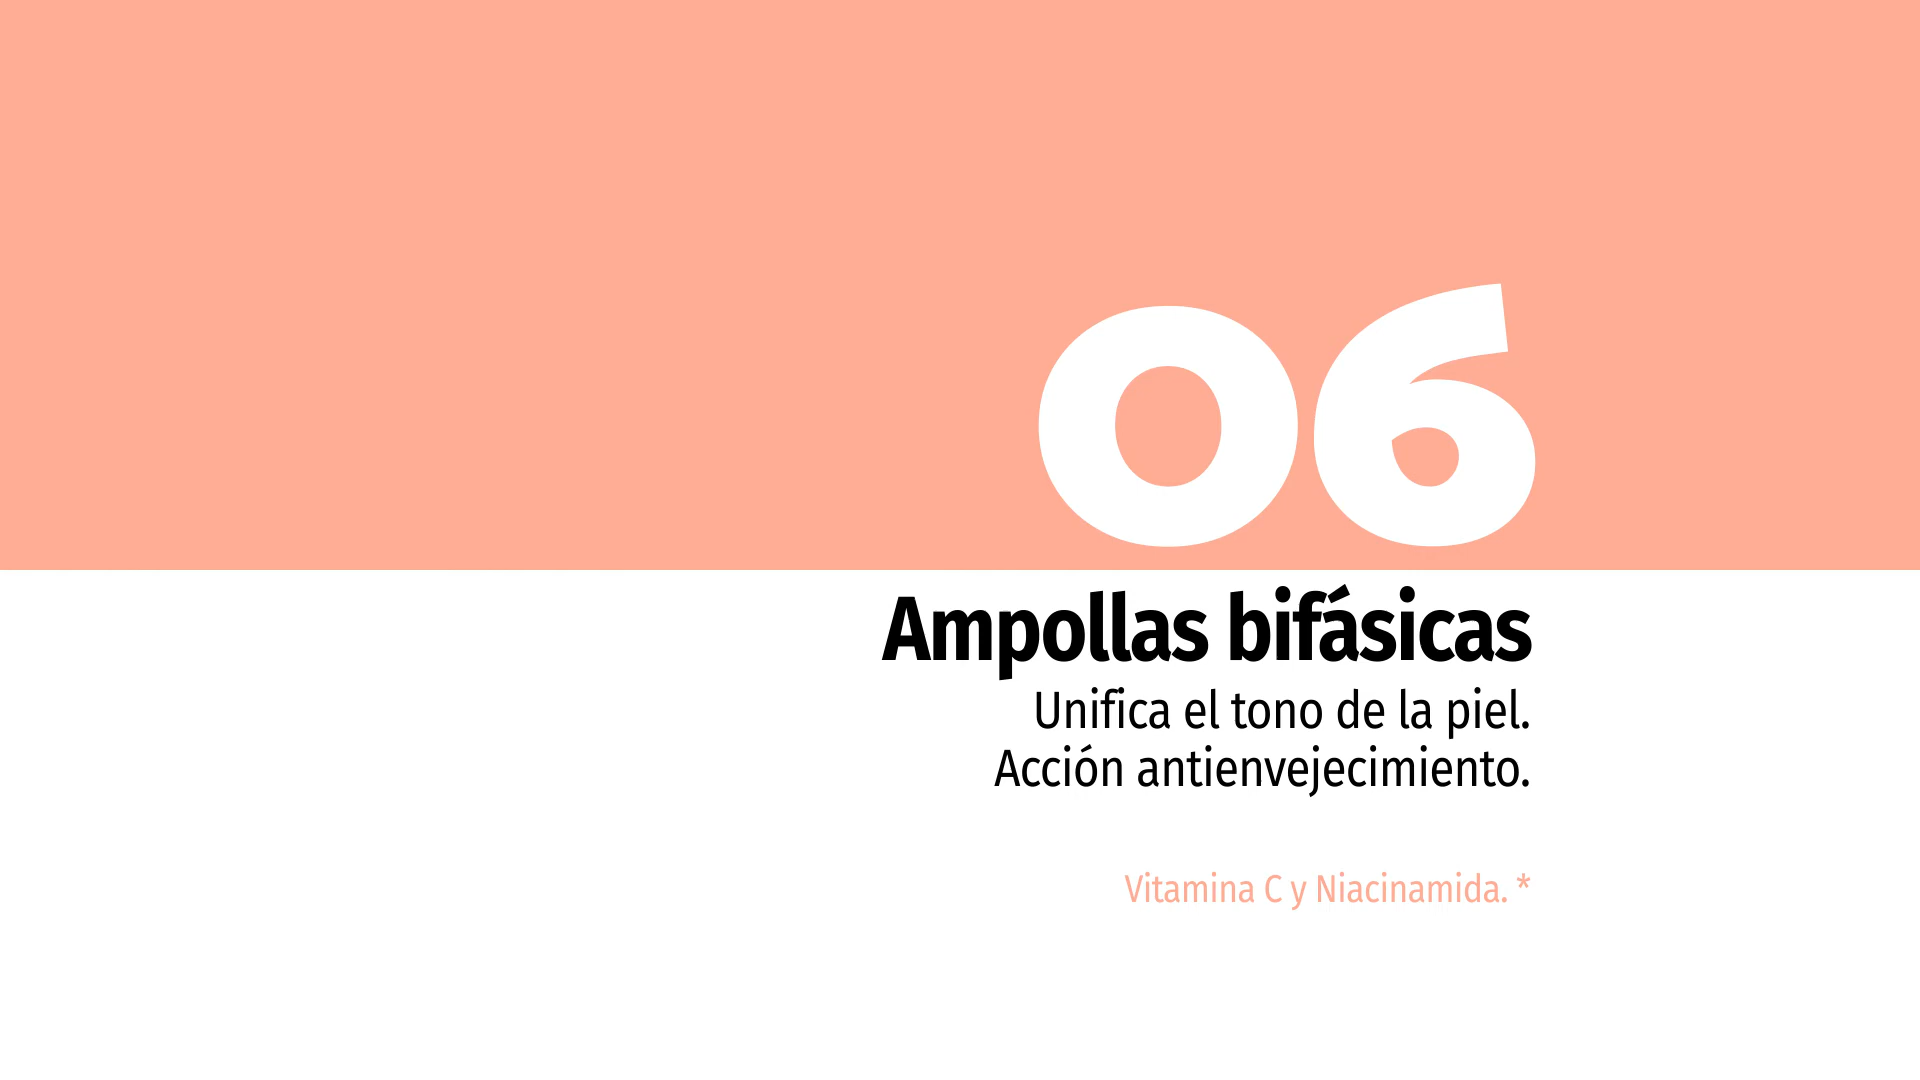 06
Ampollas bifásicas
Unifica el tono de la piel.
Acción antienvejecimiento.
Vitamina C y Niacinamida. *